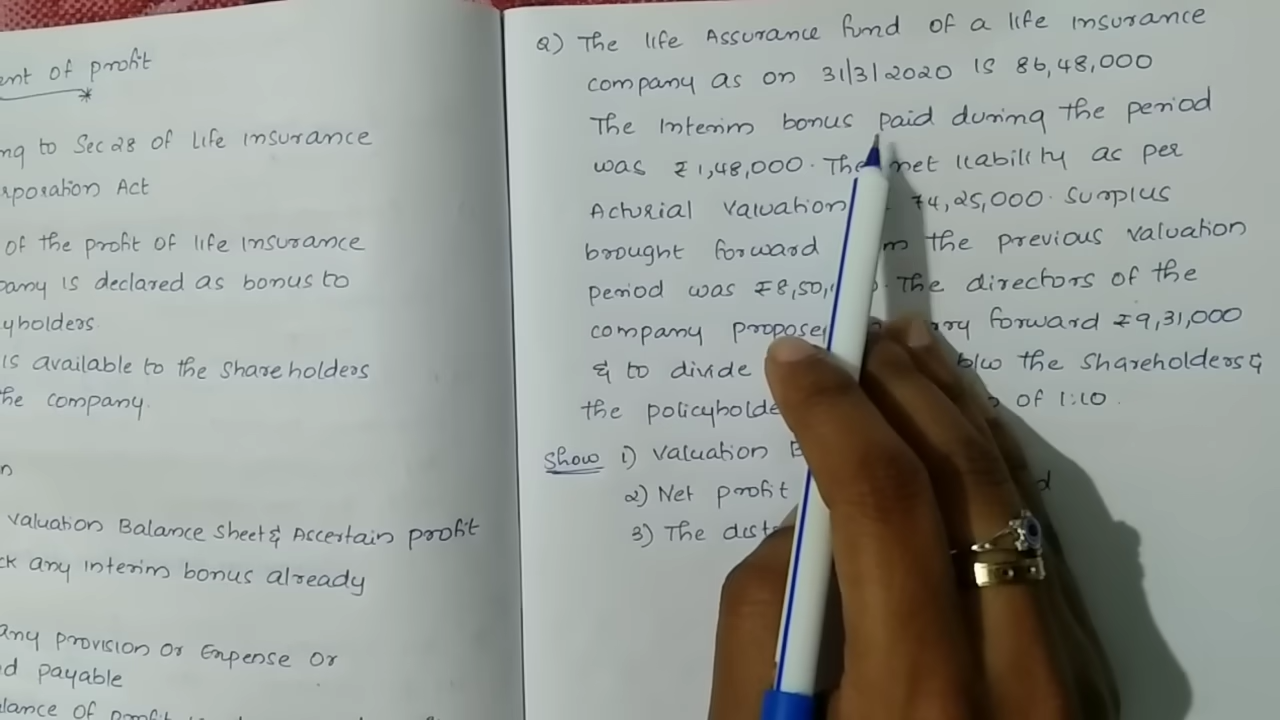 ent of profit
ng to Sec 28 of Life insurance
rporation Act
of the profit of life insurance
pany is declared as bonus to
yholders
is available to the shareholders
he company.
n
valuation Balance Sheet & Ascertain profit
ck any interim bonus already
any provision or Expense or
d payable
lance of
Q) The life Assurance fund of a life insurance
company as on 31/3/2020 is 86,48,000
The Interim bonus paid during the period
was ₹1,48,000. The net liability as per
Acturial valuation ₹4,25,000. Surplus
brought forward m the previous valuation
period was ₹8,50, The directors of the
company propose ry forward ₹9,31,000
& to divide b/w the shareholders &
the policyholde of 1:10.
Show 1) Valuation B
2) Net profit d
3) The dist